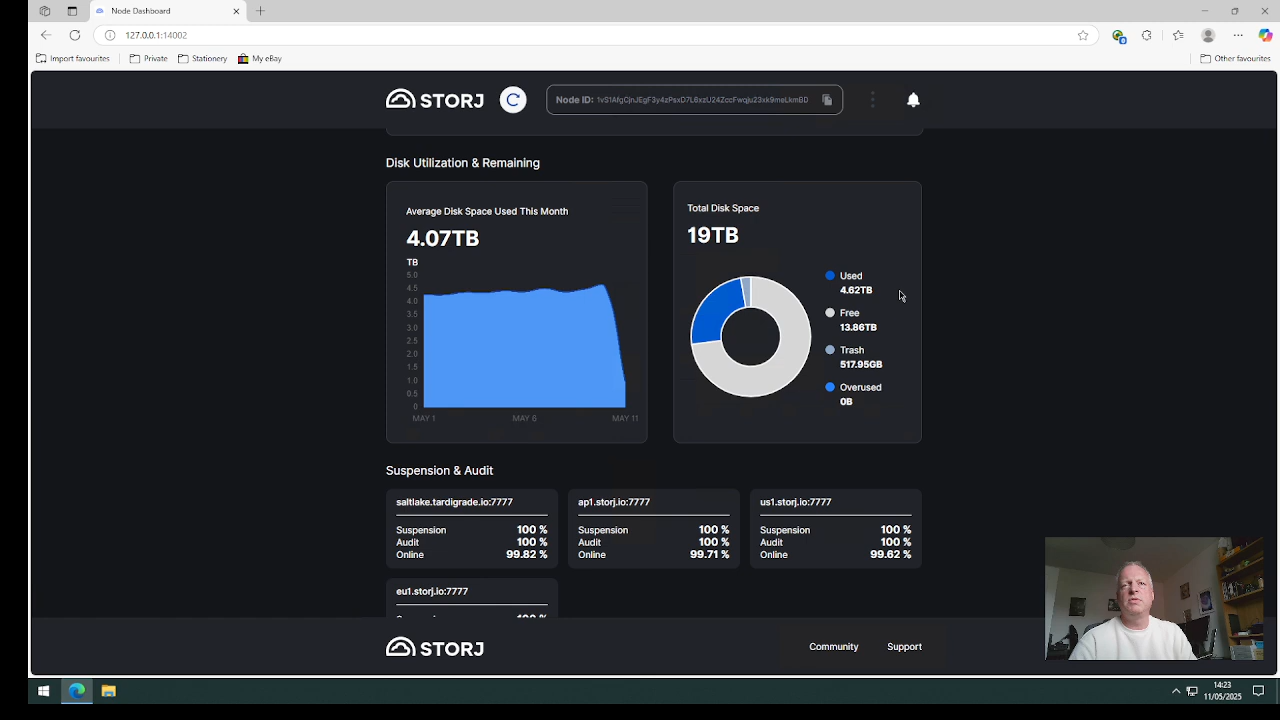 Node Dashboard
127.0.0.1:14002
Import favourites
Private
Stationery
My eBay
Other favourites
STORJ
Node ID:
Disk Utilization & Remaining
Average Disk Space Used This Month
4.07TB
TB
5.0
4.5
4.0
3.5
3.0
2.5
2.0
1.5
1.0
0.5
0
MAY 1
MAY 6
MAY 11
Total Disk Space
19TB
Used
4.62TB
Free
13.86TB
Trash
517.95GB
Overused
0B
Suspension & Audit
saltlake.tardigrade.io:7777
Suspension 100 %
Audit 100 %
Online 99.82 %
ap1.storj.io:7777
Suspension 100 %
Audit 100 %
Online 99.71 %
us1.storj.io:7777
Suspension 100 %
Audit 100 %
Online 99.62 %
eu1.storj.io:7777
STORJ
Community
Support
14:23
11/05/2025